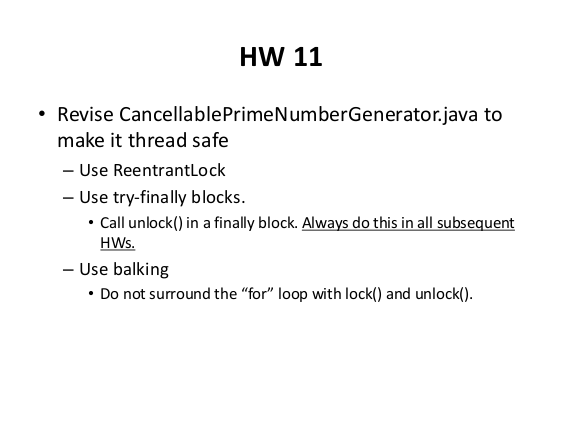 HW 11
• Revise CancellablePrimeNumberGenerator.java to
make it thread safe
– Use ReentrantLock
– Use try-finally blocks.
• Call unlock() in a finally block. Always do this in all subsequent
HWs.
– Use balking
• Do not surround the “for” loop with lock() and unlock().